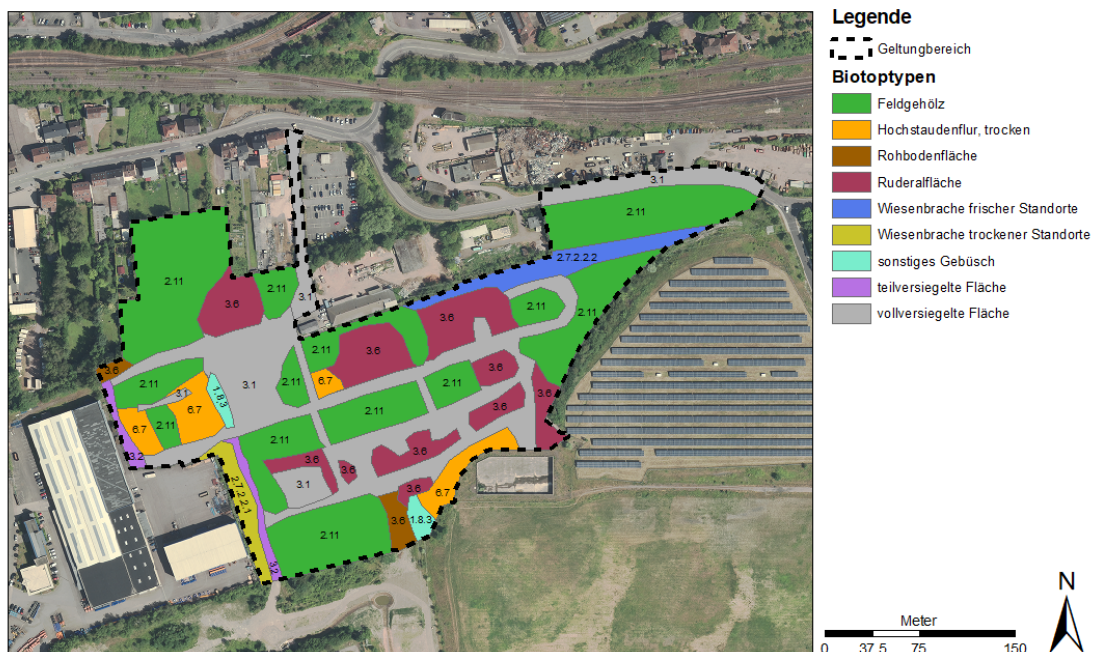 Legende
Geltungbereich
Biotoptypen
Feldgehölz
Hochstaudenflur, trocken
Rohbodenfläche
Ruderalfläche
Wiesenbrache frischer Standorte
Wiesenbrache trockener Standorte
sonstiges Gebüsch
teilversiegelte Fläche
vollversiegelte Fläche
3.1
2.11
2.7.2.2.2
2.11
2.11
3.6
2.11
3.1
2.11
2.11
3.6
3.6
2.11
3.6
2.11
3.1
1.8.3
3.1
2.11
6.7
2.11
3.6
3.6
2.11
6.7
6.7
2.11
3.6
3.2
2.11
3.6
3.6
3.6
2.7.2.2.1
3.1
3.6
6.7
2.11
3.6
1.8.3
3.2
N
Meter
0 37,5 75 150